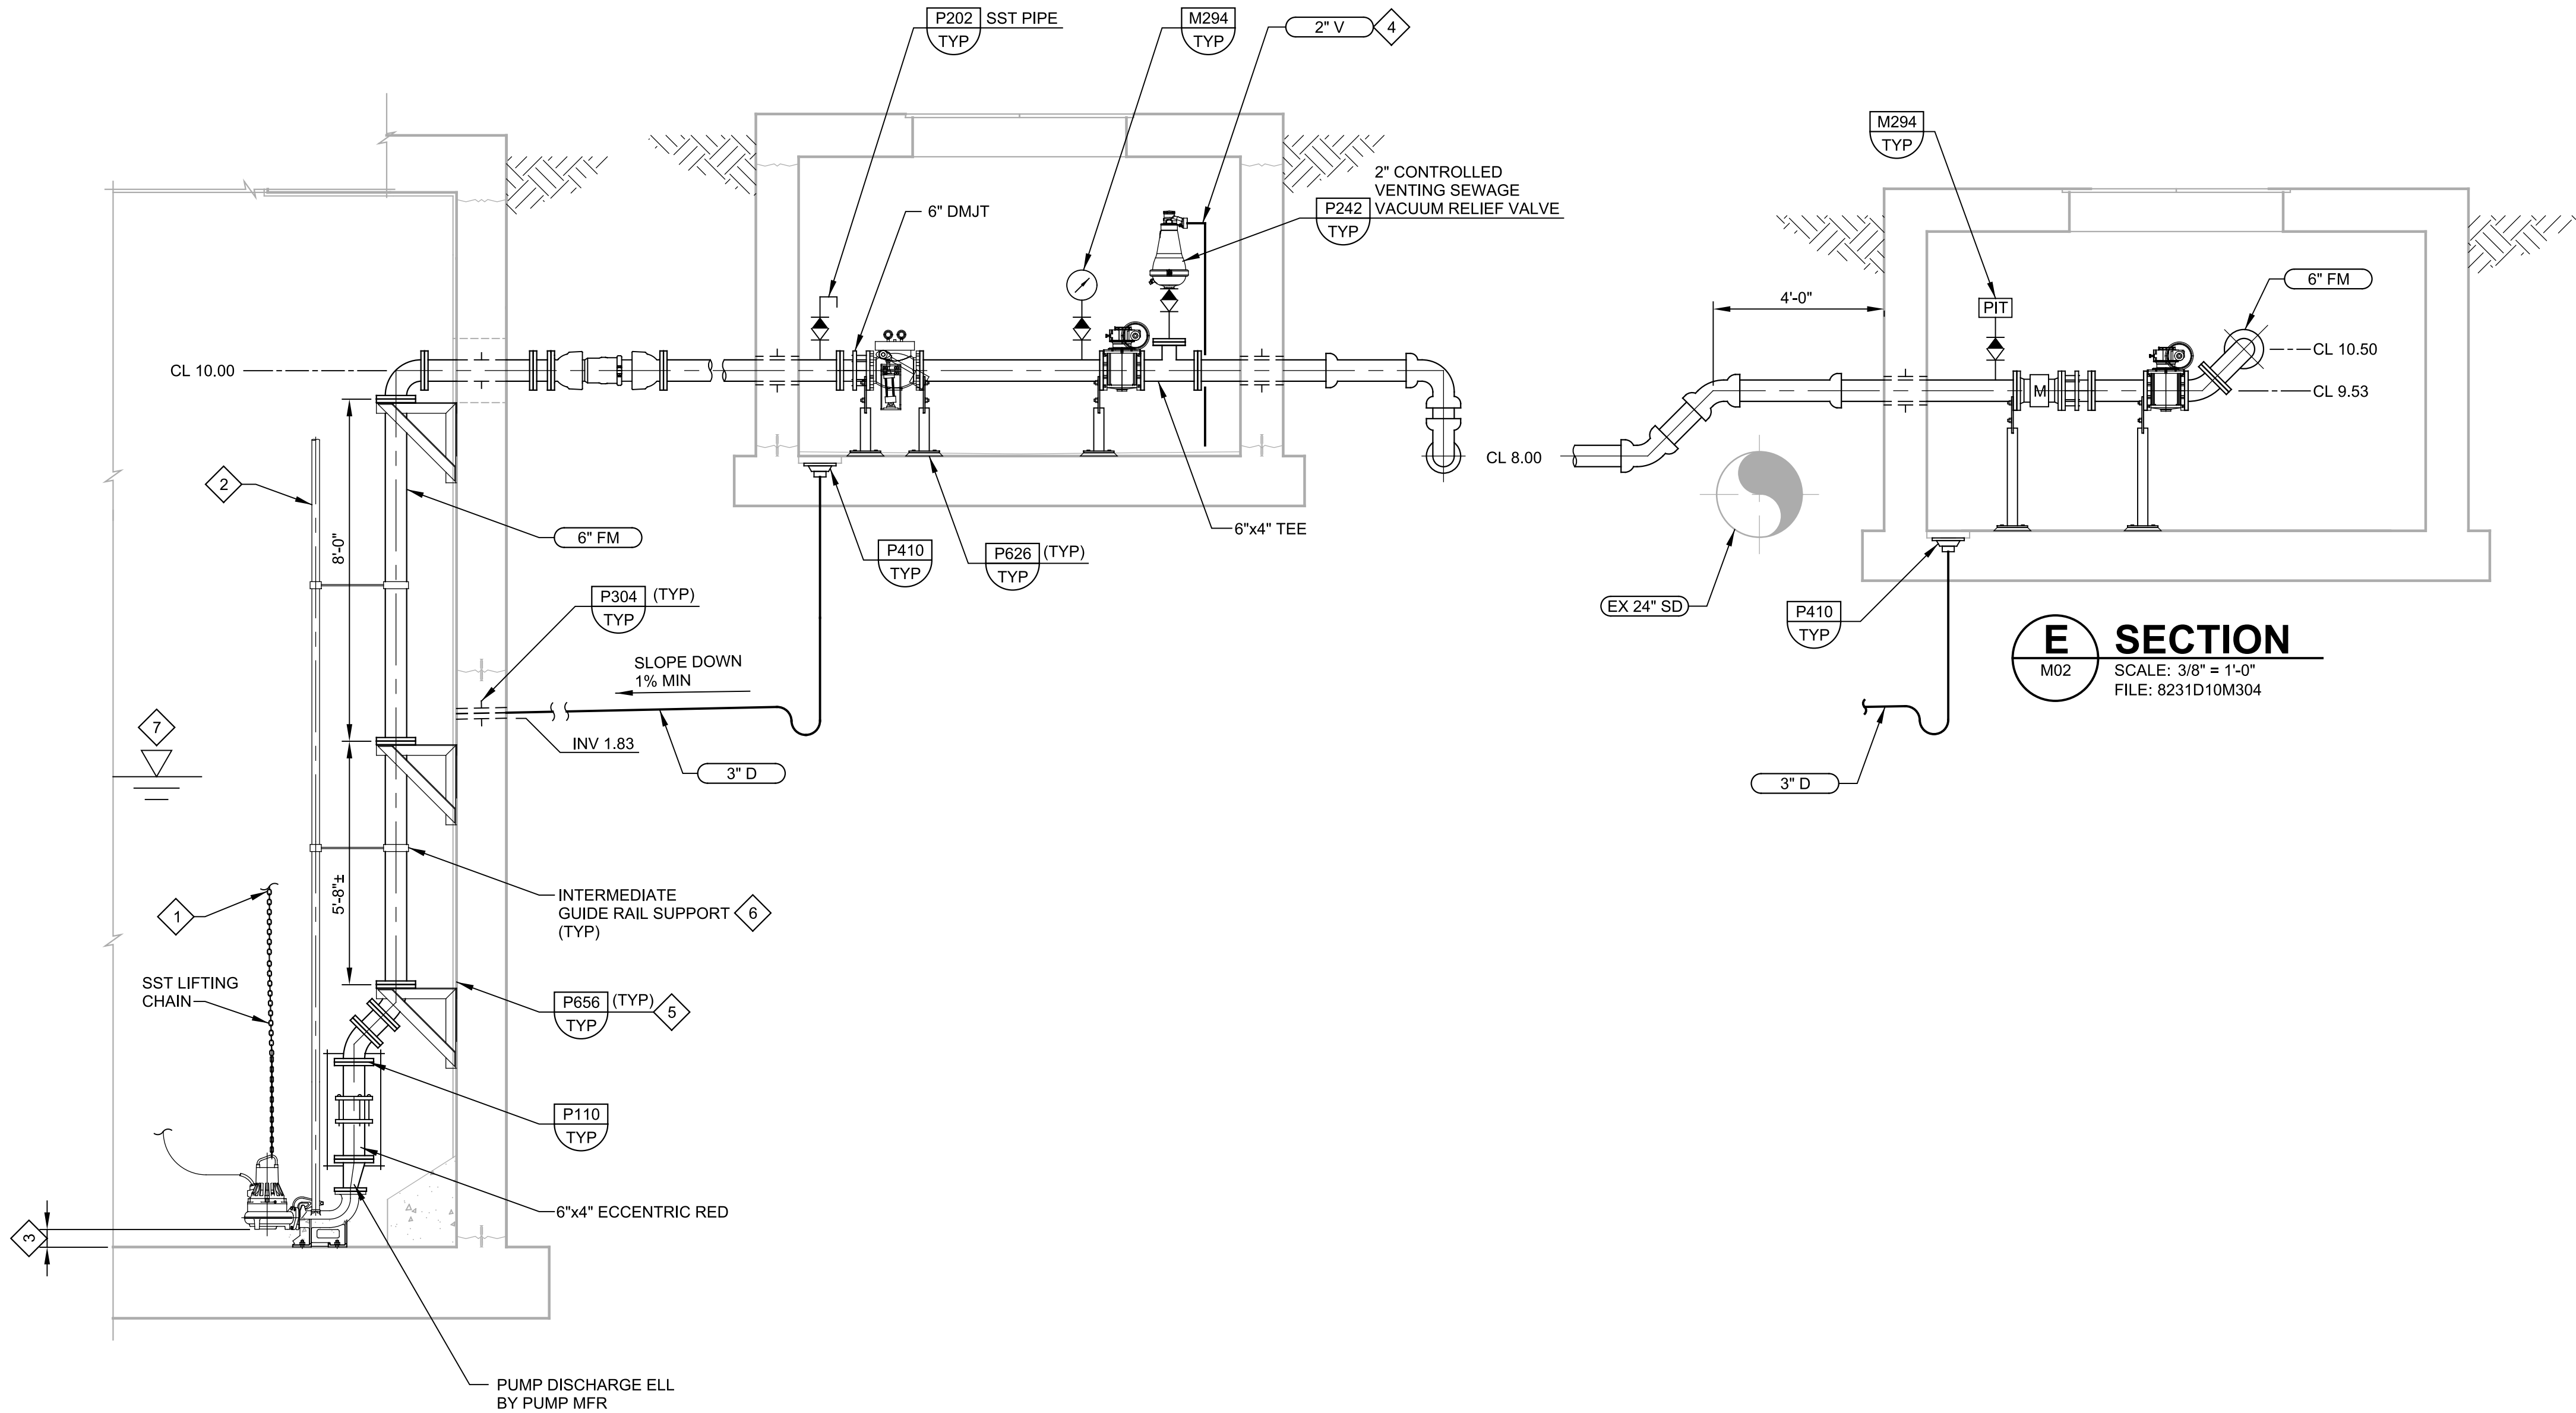 P202 SST PIPE
TYP
M294
TYP
2" V
4
M294
TYP
2" CONTROLLED
VENTING SEWAGE
VACUUM RELIEF VALVE
P242
TYP
6" DMJT
6" FM
4'-0"
PIT
CL 10.00
CL 10.50
M
CL 9.53
2
CL 8.00
8'-0"
6" FM
6"x4" TEE
P410
TYP
P626 (TYP)
TYP
P304 (TYP)
TYP
EX 24" SD
P410
TYP
E SECTION
M02
SCALE: 3/8" = 1'-0"
FILE: 8231D10M304
SLOPE DOWN
1% MIN
7
INV 1.83
3" D
3" D
5'-8"±
1
INTERMEDIATE
GUIDE RAIL SUPPORT 6
(TYP)
SST LIFTING
CHAIN
P656 (TYP)
TYP
5
P110
TYP
6"x4" ECCENTRIC RED
3
PUMP DISCHARGE ELL
BY PUMP MFR